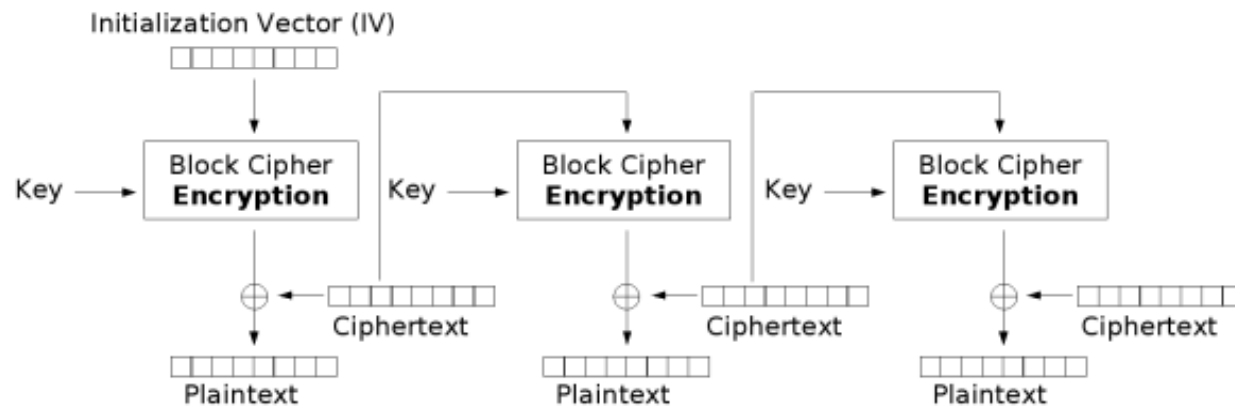 Initialization Vector (IV)
Key
Block Cipher
Encryption
Key
Block Cipher
Encryption
Key
Block Cipher
Encryption
Ciphertext
Ciphertext
Ciphertext
Plaintext
Plaintext
Plaintext